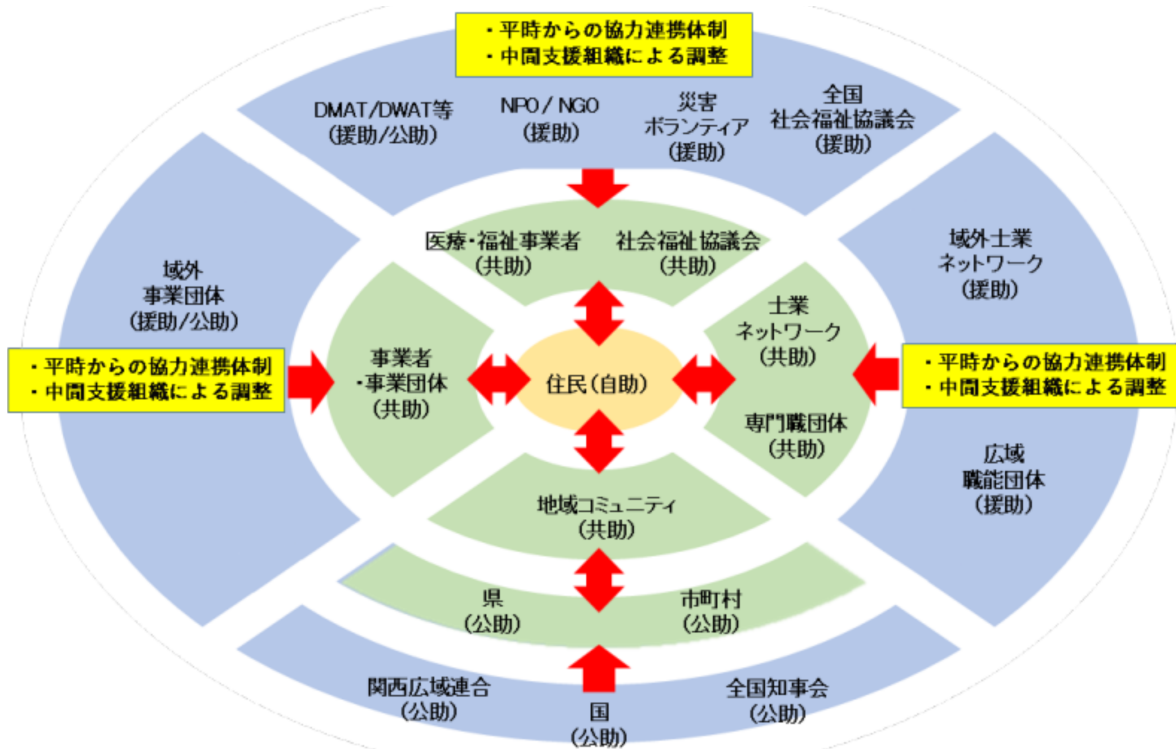 ・平時からの協力連携体制
・中間支援組織による調整
DMAT/DWAT等
(援助/公助)
NPO/NGO
(援助)
災害
ボランティア
(援助)
全国
社会福祉協議会
(援助)
医療・福祉事業者
(共助)
社会福祉協議会
(共助)
域外
事業団体
(援助/公助)
域外士業
ネットワーク
(援助)
・平時からの協力連携体制
・中間支援組織による調整
事業者
・事業団体
(共助)
住民(自助)
士業
ネットワーク
(共助)
・平時からの協力連携体制
・中間支援組織による調整
専門職団体
(共助)
広域
職能団体
(援助)
地域コミュニティ
(共助)
県
(公助)
市町村
(公助)
関西広域連合
(公助)
国
(公助)
全国知事会
(公助)